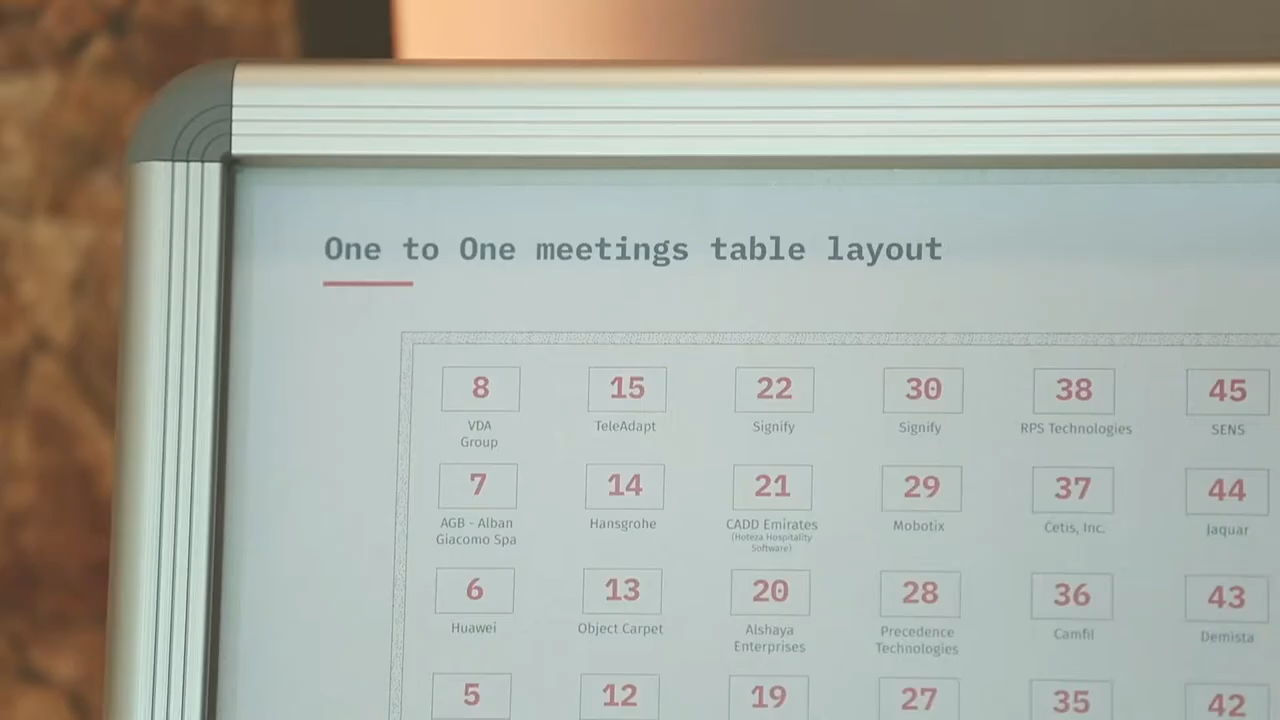 One to One meetings table layout
8 15 22 30 38 45
VDA Group TeleAdapt Signify Signify RPS Technologies SENS
7 14 21 29 37 44
AGB - Alban Giacomo Spa Hansgrohe CADD Emirates (Hoteza Hospitality Software) Mobotix Cetis, Inc. Jaquar
6 13 20 28 36 43
Huawei Object Carpet Alshaya Enterprises Precedence Technologies Camfil Demista
5 12 19 27 35 42